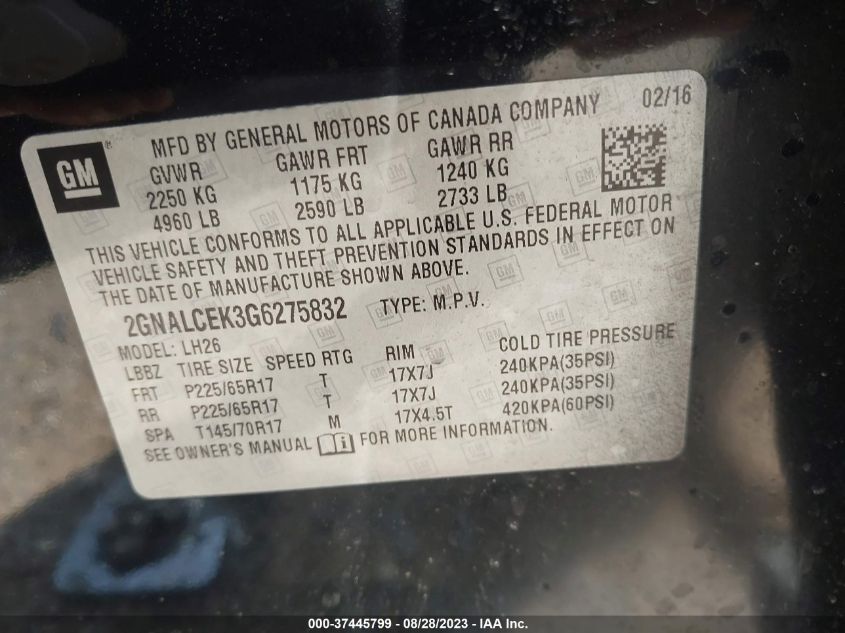 GM
MFD BY GENERAL MOTORS OF CANADA COMPANY 02/16
GVWR GAWR FRT GAWR RR
2250 KG 1175 KG 1240 KG
4960 LB 2590 LB 2733 LB
THIS VEHICLE CONFORMS TO ALL APPLICABLE U.S. FEDERAL MOTOR
VEHICLE SAFETY AND THEFT PREVENTION STANDARDS IN EFFECT ON
THE DATE OF MANUFACTURE SHOWN ABOVE.
2GNALCEK3G6275832 TYPE: M.P.V.
MODEL: LH26
LBBZ TIRE SIZE SPEED RTG RIM COLD TIRE PRESSURE
FRT P225/65R17 T 17X7J 240KPA(35PSI)
RR P225/65R17 T 17X7J 240KPA(35PSI)
SPA T145/70R17 M 17X4.5T 420KPA(60PSI)
SEE OWNER'S MANUAL i FOR MORE INFORMATION.
000-37445799 - 08/28/2023 - IAA Inc.